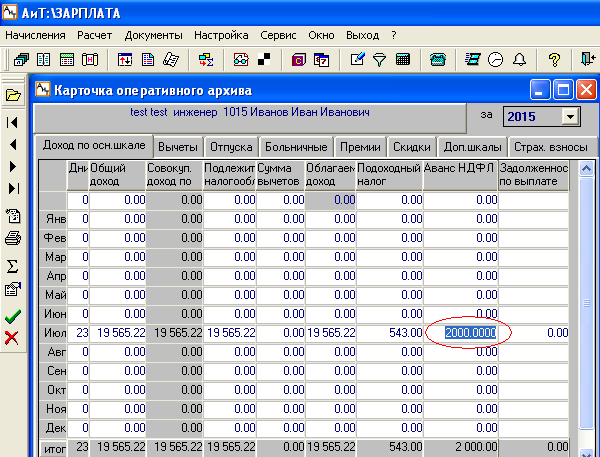 АиТ:\ЗАРПЛАТА
Начисления Расчет Документы Настройка Сервис Окно Выход ?
Карточка оперативного архива
test test инженер 1015 Иванов Иван Иванович
за 2015
Доход по осн.шкале Вычеты Отпуска Больничные Премии Скидки Доп.шкалы Страх. взносы
Дни Общий Совокуп. Подлежит Сумма Облагаем Подоходный Аванс НДФЛ Задолженнос
доход доход по налогообл вычетов доход налог по выплате
0 0.00 0.00 0.00 0.00 0.00 0.00 0.00
Янв 0 0.00 0.00 0.00 0.00 0.00 0.00 0.00
Фев 0 0.00 0.00 0.00 0.00 0.00 0.00 0.00
Мар 0 0.00 0.00 0.00 0.00 0.00 0.00 0.00
Апр 0 0.00 0.00 0.00 0.00 0.00 0.00 0.00
Май 0 0.00 0.00 0.00 0.00 0.00 0.00 0.00
Июн 0 0.00 0.00 0.00 0.00 0.00 0.00 0.00
Июл 23 19 565.22 19 565.22 19 565.22 0.00 19 565.22 543.00 2000.0000 0.00
Авг 0 0.00 0.00 0.00 0.00 0.00 0.00 0.00
Сен 0 0.00 0.00 0.00 0.00 0.00 0.00 0.00
Окт 0 0.00 0.00 0.00 0.00 0.00 0.00 0.00
Ноя 0 0.00 0.00 0.00 0.00 0.00 0.00 0.00
Дек 0 0.00 0.00 0.00 0.00 0.00 0.00 0.00
итог 23 19 565.22 19 565.22 19 565.22 0.00 19 565.22 543.00 2 000.00 0.00